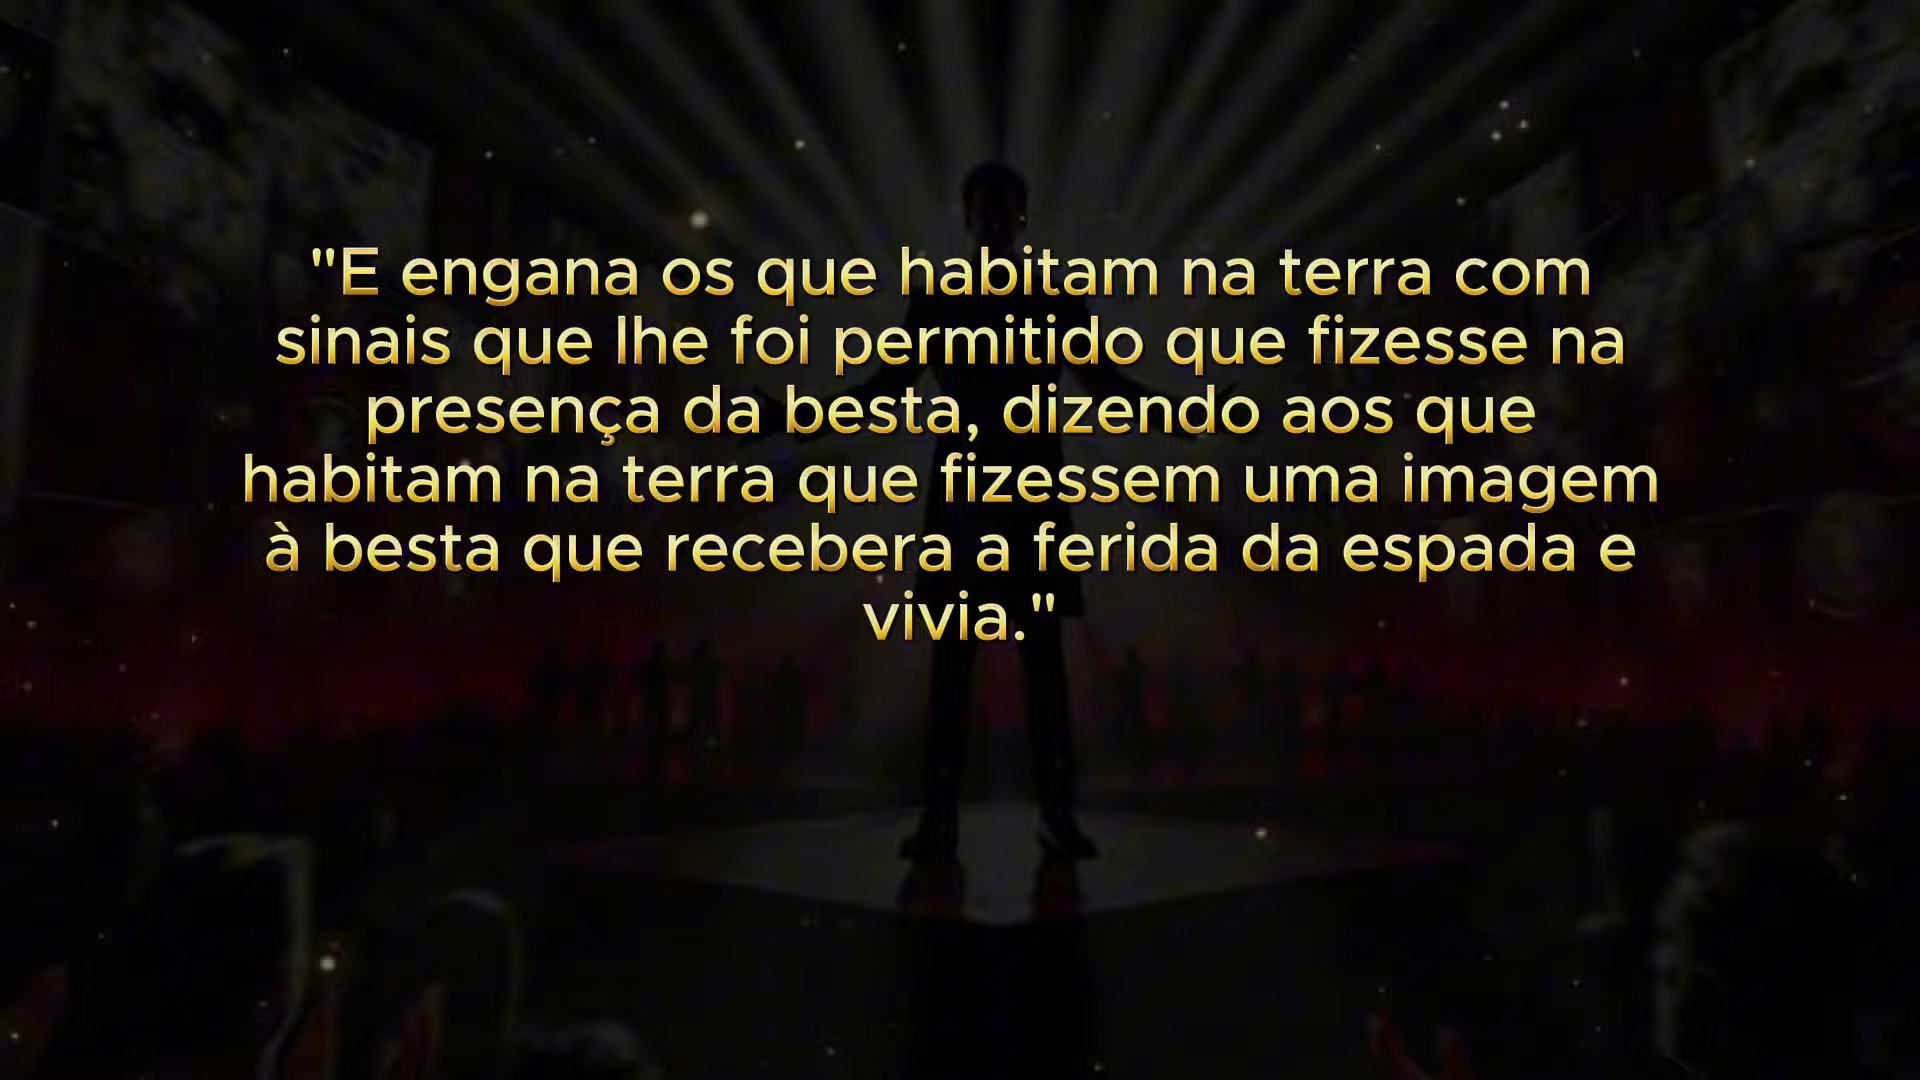 "E engana os que habitam na terra com
sinais que lhe foi permitido que fizesse na
presença da besta, dizendo aos que
habitam na terra que fizessem uma imagem
à besta que recebera a ferida da espada e
vivia."